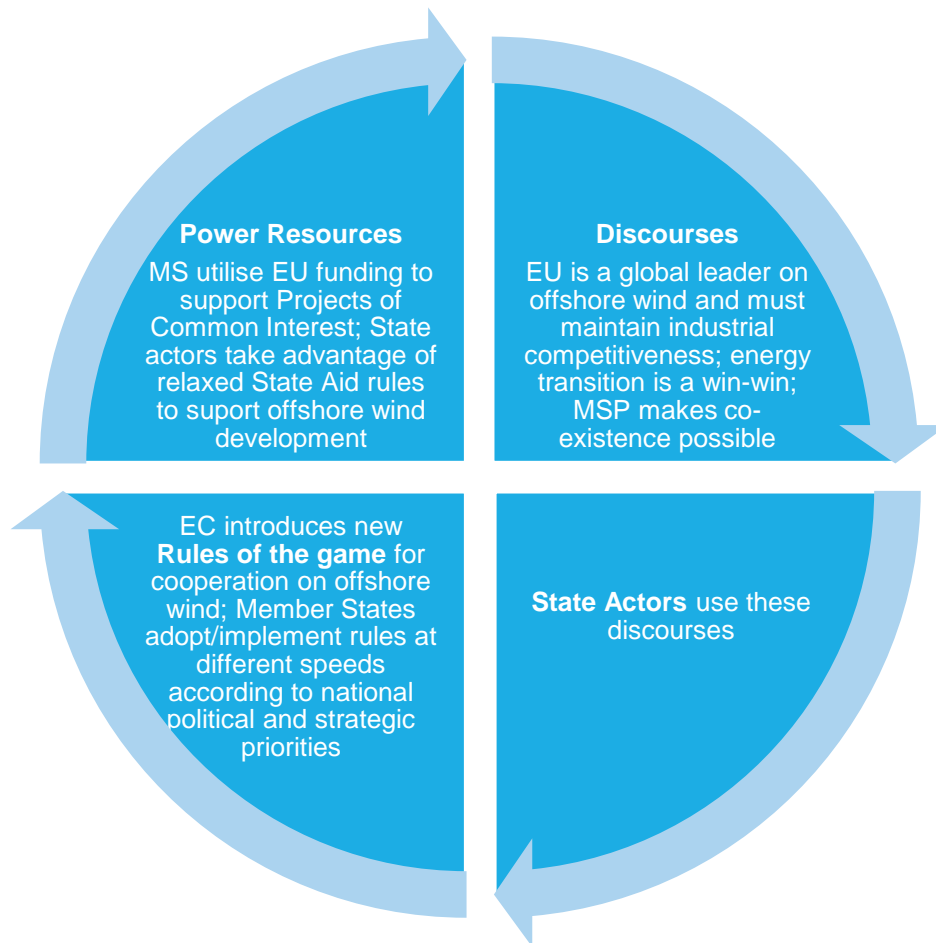 Power Resources
MS utilise EU funding to
support Projects of
Common Interest; State
actors take advantage of
relaxed State Aid rules
to suport offshore wind
development
Discourses
EU is a global leader on
offshore wind and must
maintain industrial
competitiveness; energy
transition is a win-win;
MSP makes co-
existence possible
EC introduces new
Rules of the game for
cooperation on offshore
wind; Member States
adopt/implement rules at
different speeds
according to national
political and strategic
priorities
State Actors use these
discourses